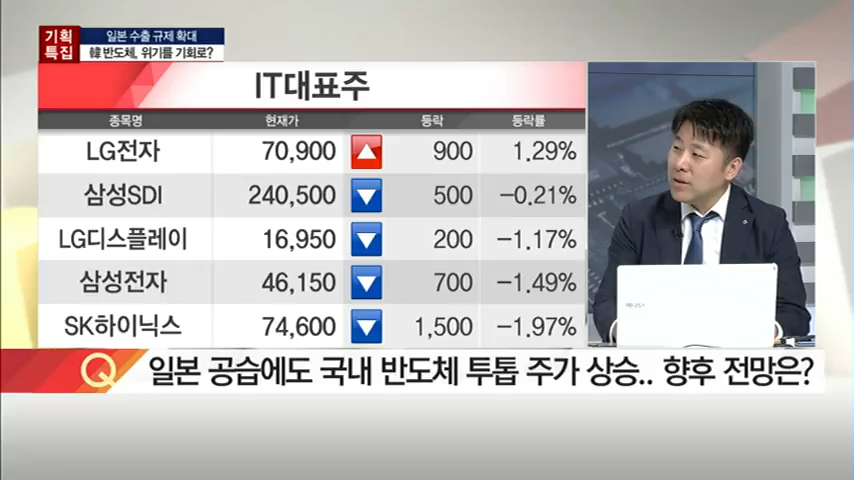 기획
특집
일본 수출 규제 확대
韓 반도체, 위기를 기회로?
IT대표주
종목명 현재가 등락 등락률
LG전자 70,900 ▲ 900 1.29%
삼성SDI 240,500 ▼ 500 -0.21%
LG디스플레이 16,950 ▼ 200 -1.17%
삼성전자 46,150 ▼ 700 -1.49%
SK하이닉스 74,600 ▼ 1,500 -1.97%
Q 일본 공습에도 국내 반도체 투톱 주가 상승.. 향후 전망은?